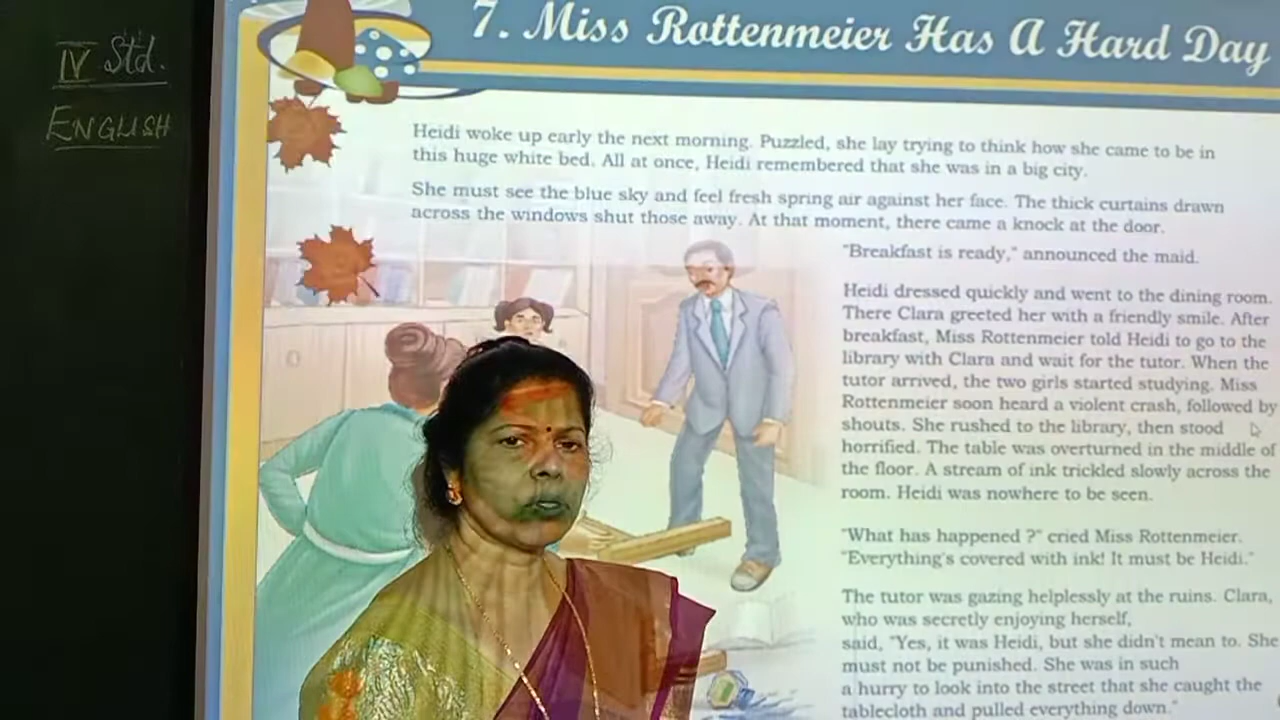 IV Std.
ENGLISH
7. Miss Rottenmeier Has A Hard Day
Heidi woke up early the next morning. Puzzled, she lay trying to think how she came to be in
this huge white bed. All at once, Heidi remembered that she was in a big city.
She must see the blue sky and feel fresh spring air against her face. The thick curtains drawn
across the windows shut those away. At that moment, there came a knock at the door.
"Breakfast is ready," announced the maid.
Heidi dressed quickly and went to the dining room.
There Clara greeted her with a friendly smile. After
breakfast, Miss Rottenmeier told Heidi to go to the
library with Clara and wait for the tutor. When the
tutor arrived, the two girls started studying. Miss
Rottenmeier soon heard a violent crash, followed by
shouts. She rushed to the library, then stood
horrified. The table was overturned in the middle of
the floor. A stream of ink trickled slowly across the
room. Heidi was nowhere to be seen.
"What has happened ?" cried Miss Rottenmeier.
"Everything's covered with ink! It must be Heidi."
The tutor was gazing helplessly at the ruins. Clara,
who was secretly enjoying herself,
said, "Yes, it was Heidi, but she didn't mean to. She
must not be punished. She was in such
a hurry to look into the street that she caught the
tablecloth and pulled everything down."